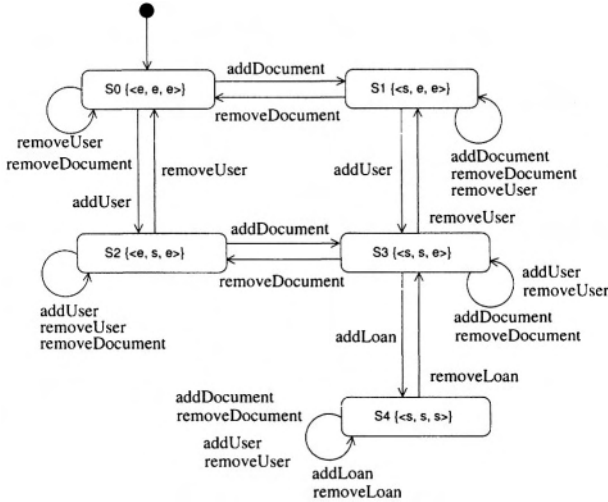 addDocument
S0 {<e, e, e>}
S1 {<s, e, e>}
removeDocument
removeUser
removeDocument
addDocument
removeDocument
removeUser
removeUser
addUser
addUser
removeUser
addDocument
S2 {<e, s, e>}
S3 {<s, s, e>}
removeDocument
addUser
removeUser
addUser
removeUser
removeDocument
addDocument
removeDocument
addLoan
removeLoan
addDocument
removeDocument
S4 {<s, s, s>}
addUser
removeUser
addLoan
removeLoan